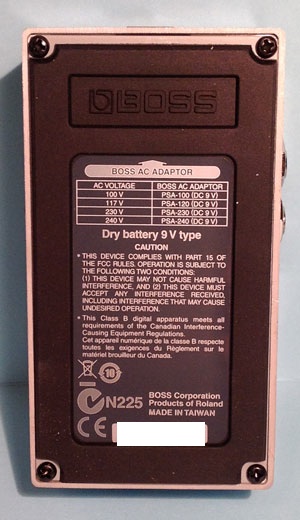 BOSS
BOSS AC ADAPTOR
AC VOLTAGE BOSS AC ADAPTOR
100 V PSA-100 (DC 9 V)
117 V PSA-120 (DC 9 V)
230 V PSA-230 (DC 9 V)
240 V PSA-240 (DC 9 V)
Dry battery 9 V type
CAUTION
• THIS DEVICE COMPLIES WITH PART 15 OF
THE FCC RULES. OPERATION IS SUBJECT TO
THE FOLLOWING TWO CONDITIONS:
(1) THIS DEVICE MAY NOT CAUSE HARMFUL
INTERFERENCE, AND (2) THIS DEVICE MUST
ACCEPT ANY INTERFERENCE RECEIVED,
INCLUDING INTERFERENCE THAT MAY CAUSE
UNDESIRED OPERATION.
• This Class B digital apparatus meets all
requirements of the Canadian Interference-
Causing Equipment Regulations.
Cet appareil numérique de la classe B respecte
toutes les exigences du Règlement sur le
matériel brouilleur du Canada.
10
N225 BOSS Corporation
Products of Roland
MADE IN TAIWAN
CE